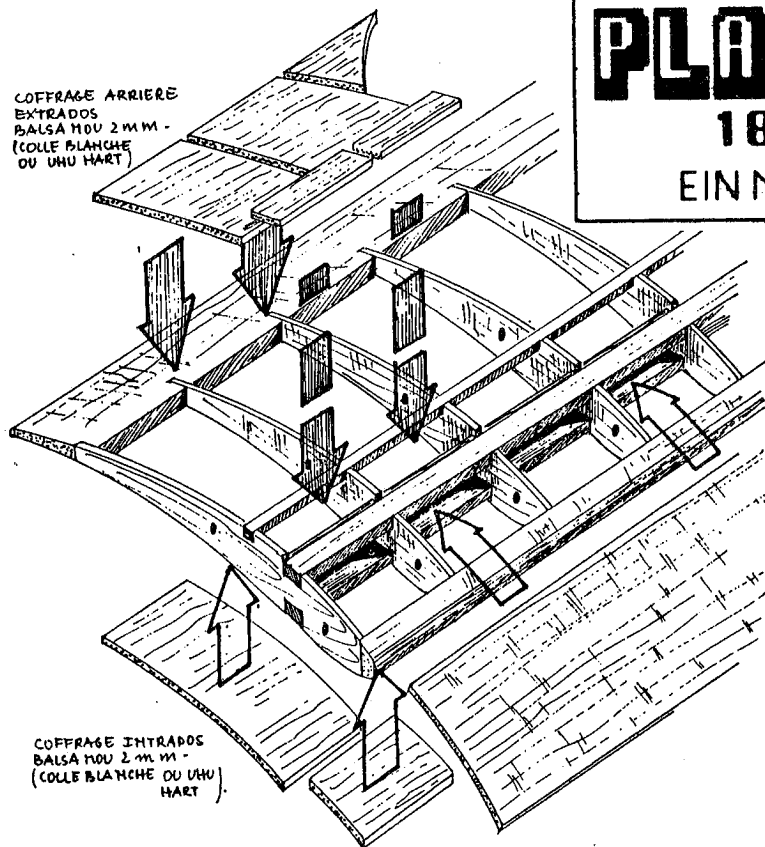 COFFRAGE ARRIERE
EXTRADOS
BALSA MOU 2 MM -
(COLLE BLANCHE
OU UHU HART)
PLA
18
EIN
COFFRAGE INTRADOS
BALSA MOU 2 MM -
(COLLE BLANCHE OU UHU
HART).